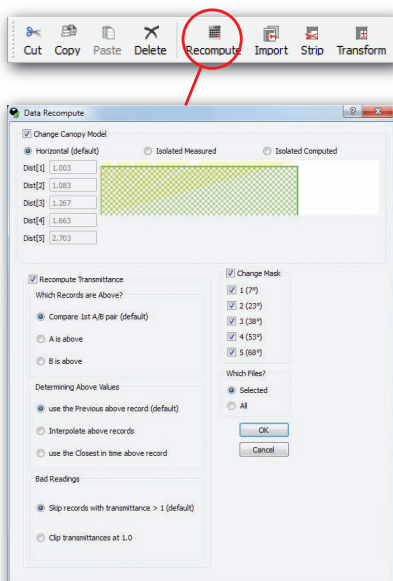 Cut Copy Paste Delete Recompute Import Strip Transform
Data Recompute
Change Canopy Model
Horizontal (default) Isolated Measured Isolated Computed
Dist[1] 1.003
Dist[2] 1.083
Dist[3] 1.267
Dist[4] 1.663
Dist[5] 2.703
Recompute Transmittance
Which Records are Above?
Compare 1st A/B pair (default)
A is above
B is above
Determining Above Values
use the Previous above record (default)
Interpolate above records
use the Closest in time above record
Bad Readings
Skip records with transmittance > 1 (default)
Clip transmittances at 1.0
Change Mask
1 (7°)
2 (23°)
3 (38°)
4 (53°)
5 (68°)
Which Files?
Selected
All
OK
Cancel